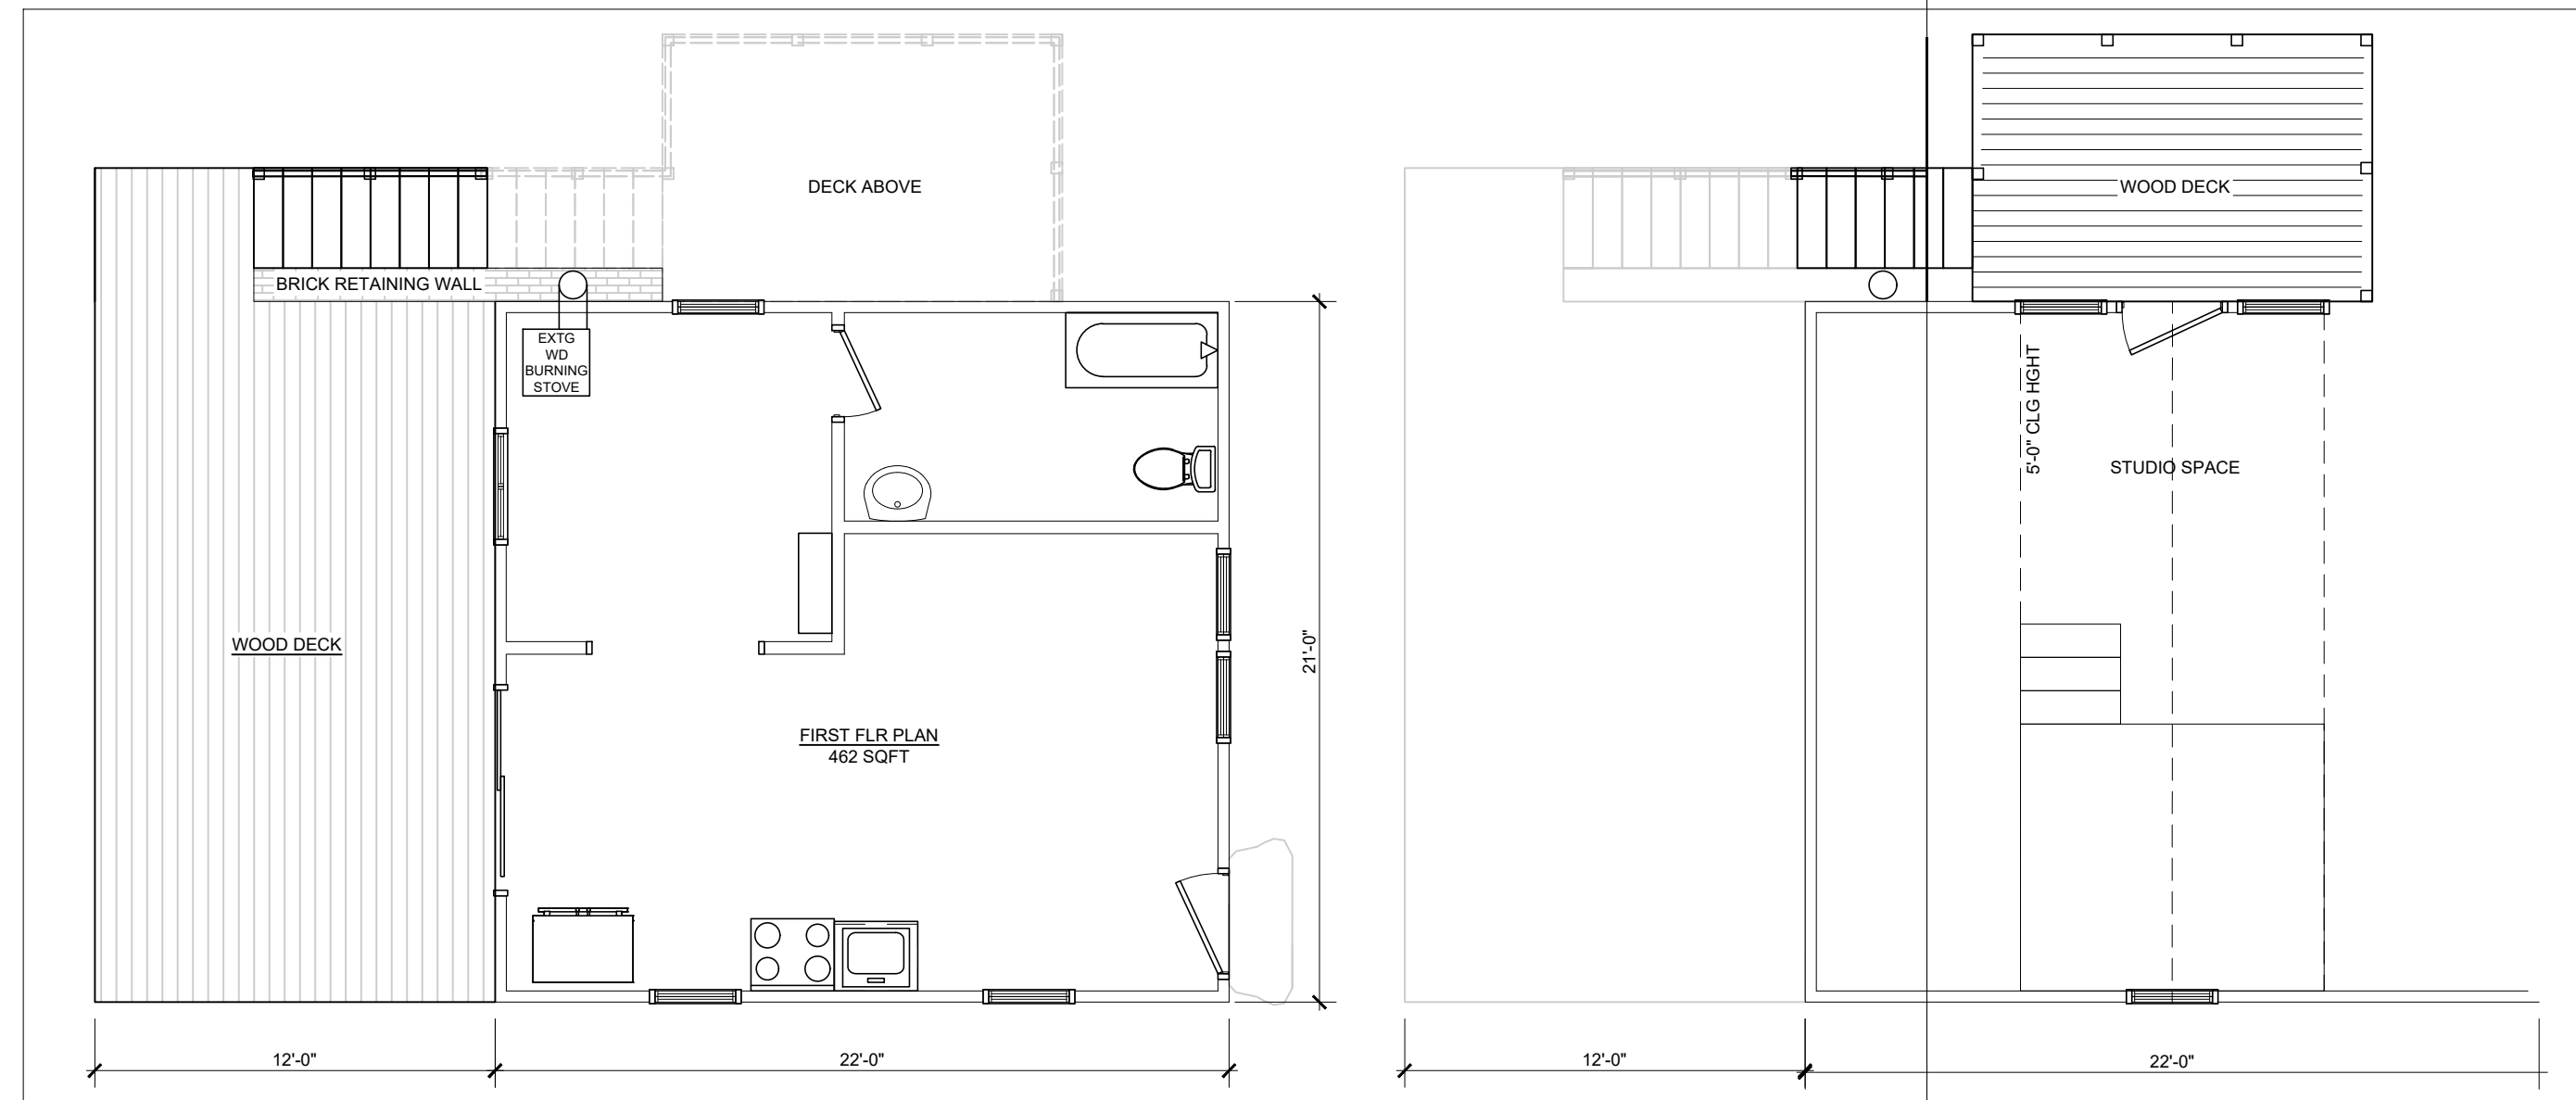 DECK ABOVE
WOOD DECK
BRICK RETAINING WALL
EXTG
WD
BURNING
STOVE
5'-0" CLG HGHT
STUDIO SPACE
WOOD DECK
21'-0"
FIRST FLR PLAN
462 SQFT
12'-0"
22'-0"
12'-0"
22'-0"